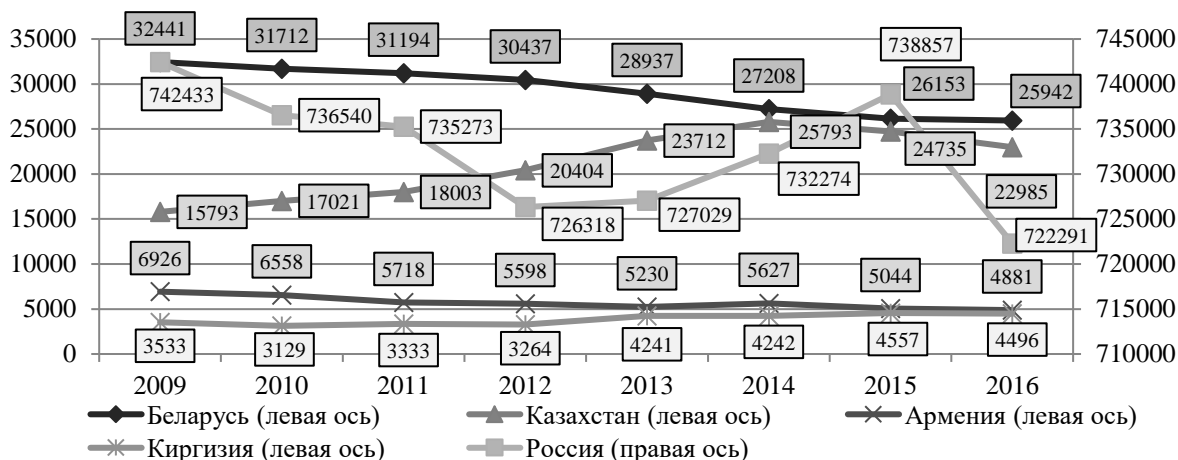 32441 31712 31194 30437 28937 27208 738857 26153 25942
35000 745000
30000 742433 736540 735273 740000
25000 23712 25793 24735 735000
20000 15793 17021 18003 20404 732274 22985 730000
15000 726318 727029 722291 725000
10000 6926 6558 5718 5598 5230 5627 5044 4881 720000
5000 715000
0 3533 3129 3333 3264 4241 4242 4557 4496 710000
2009 2010 2011 2012 2013 2014 2015 2016
Беларусь (левая ось) Казахстан (левая ось) Армения (левая ось)
Киргизия (левая ось) Россия (правая ось)